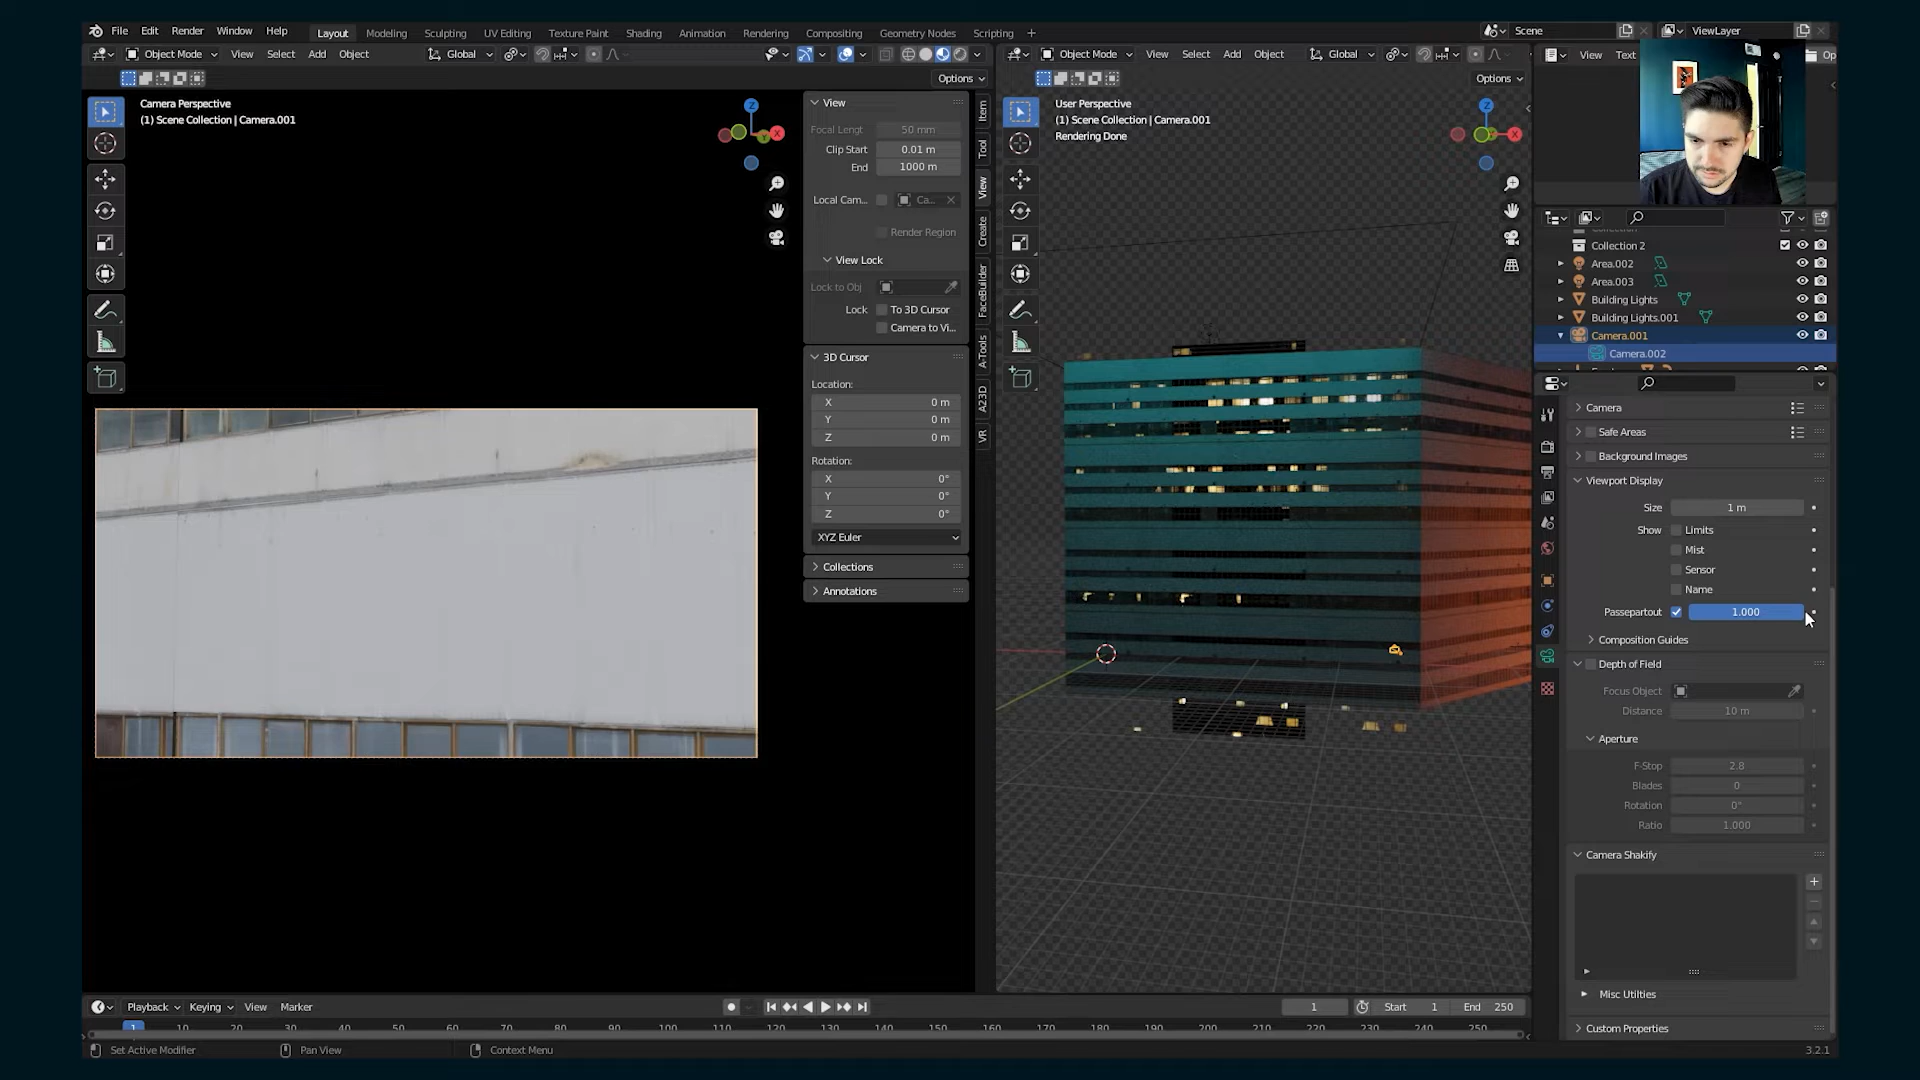 File Edit Render Window Help Layout Modeling Sculpting UV Editing Texture Paint Shading Animation Rendering Compositing Geometry Nodes Scripting + Scene ViewLayer
Object Mode View Select Add Object Global
Object Mode View Select Add Object Global
View Text Op
Options
Options
Camera Perspective
(1) Scene Collection | Camera.001
Z
X
Y
View
Focal Lengt 50 mm
Clip Start 0.01 m
End 1000 m
Local Cam... Ca...
Render Region
View Lock
Lock to Obj
Lock: To 3D Cursor
Camera to Vi...
3D Cursor
Location:
X 0 m
Y 0 m
Z 0 m
Rotation:
X 0°
Y 0°
Z 0°
XYZ Euler
Collections
Annotations
Item
Tool
View
Create
FaceBuilder
A-Tools
A23D
VR
User Perspective
(1) Scene Collection | Camera.001
Rendering Done
Z
X
Collection 2
Area.002
Area.003
Building Lights
Building Lights.001
Camera.001
Camera.002
Camera
Safe Areas
Background Images
Viewport Display
Size 1 m
Show Limits
Mist
Sensor
Name
Passepartout 1.000
Composition Guides
Depth of Field
Focus Object
Distance 10 m
Aperture
F-Stop 2.8
Blades 0
Rotation 0°
Ratio 1.000
Camera Shakify
Misc Utilties
Custom Properties
Playback Keying View Marker 1 Start 1 End 250
1 10 20 30 40 50 60 70 80 90 100 110 120 130 140 150 160 170 180 190 200 210 220 230 240 250
Set Active Modifier Pan View Context Menu 3.2.1